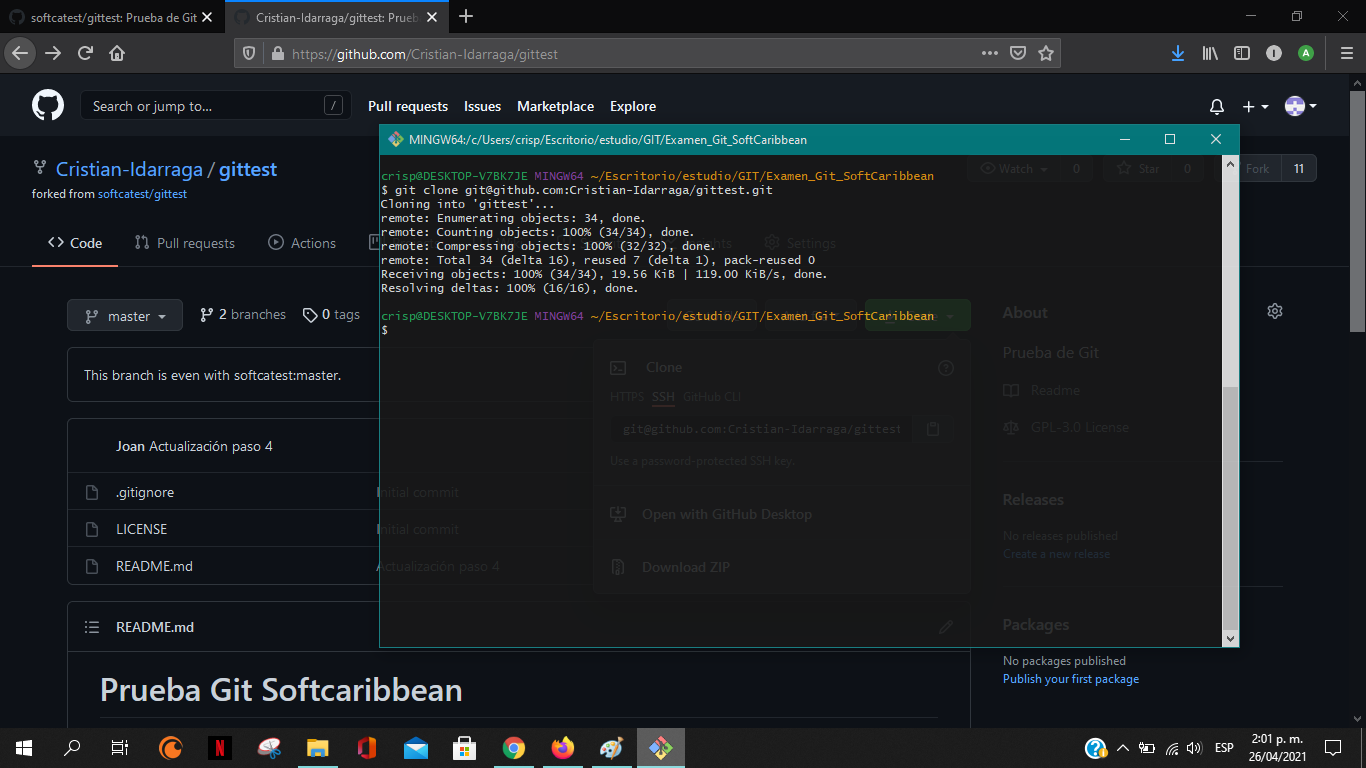 softcatest/gittest: Prueba de Git
Cristian-Idarraga/gittest: Prueb
https://github.com/Cristian-Idarraga/gittest
Search or jump to...
/
Pull requests
Issues
Marketplace
Explore
Cristian-Idarraga / gittest
forked from softcatest/gittest
Watch
0
Star
0
Fork
11
Code
Pull requests
Actions
Settings
master
2 branches
0 tags
This branch is even with softcatest:master.
Joan Actualización paso 4
.gitignore
Initial commit
LICENSE
Initial commit
README.md
Actualización paso 4
README.md
Prueba Git Softcaribbean
MINGW64:/c/Users/crisp/Escritorio/estudio/GIT/Examen_Git_SoftCaribbean
crisp@DESKTOP-V7BK7JE MINGW64 ~/Escritorio/estudio/GIT/Examen_Git_SoftCaribbean
$ git clone git@github.com:Cristian-Idarraga/gittest.git
Cloning into 'gittest'...
remote: Enumerating objects: 34, done.
remote: Counting objects: 100% (34/34), done.
remote: Compressing objects: 100% (32/32), done.
remote: Total 34 (delta 16), reused 7 (delta 1), pack-reused 0
Receiving objects: 100% (34/34), 19.56 KiB | 119.00 KiB/s, done.
Resolving deltas: 100% (16/16), done.
crisp@DESKTOP-V7BK7JE MINGW64 ~/Escritorio/estudio/GIT/Examen_Git_SoftCaribbean
$
Clone
HTTPS SSH GitHub CLI
git@github.com:Cristian-Idarraga/gittest
Use a password-protected SSH key.
Open with GitHub Desktop
Download ZIP
About
Prueba de Git
Readme
GPL-3.0 License
Releases
No releases published
Create a new release
Packages
No packages published
Publish your first package
ESP
2:01 p. m.
26/04/2021